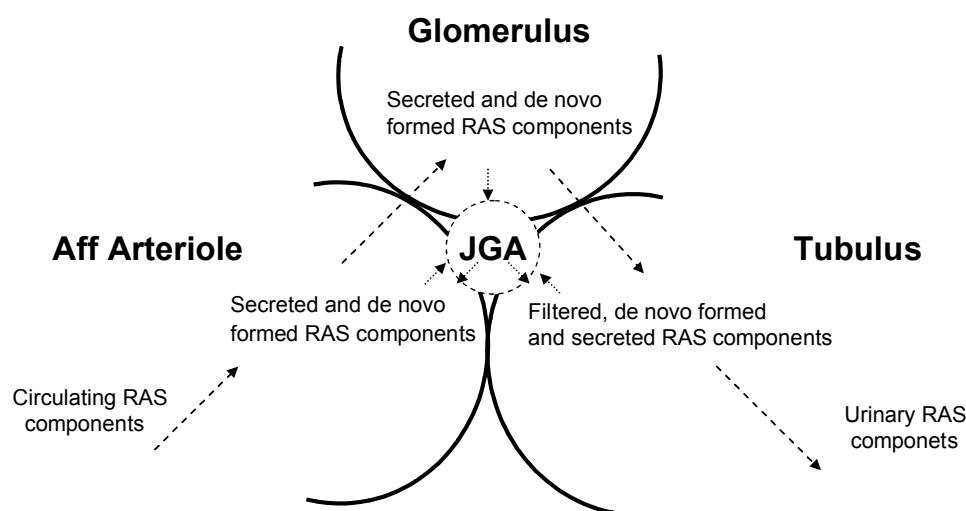 Glomerulus
Secreted and de novo
formed RAS components
JGA
Aff Arteriole
Tubulus
Secreted and de novo
formed RAS components
Filtered, de novo formed
and secreted RAS components
Circulating RAS
components
Urinary RAS
componets